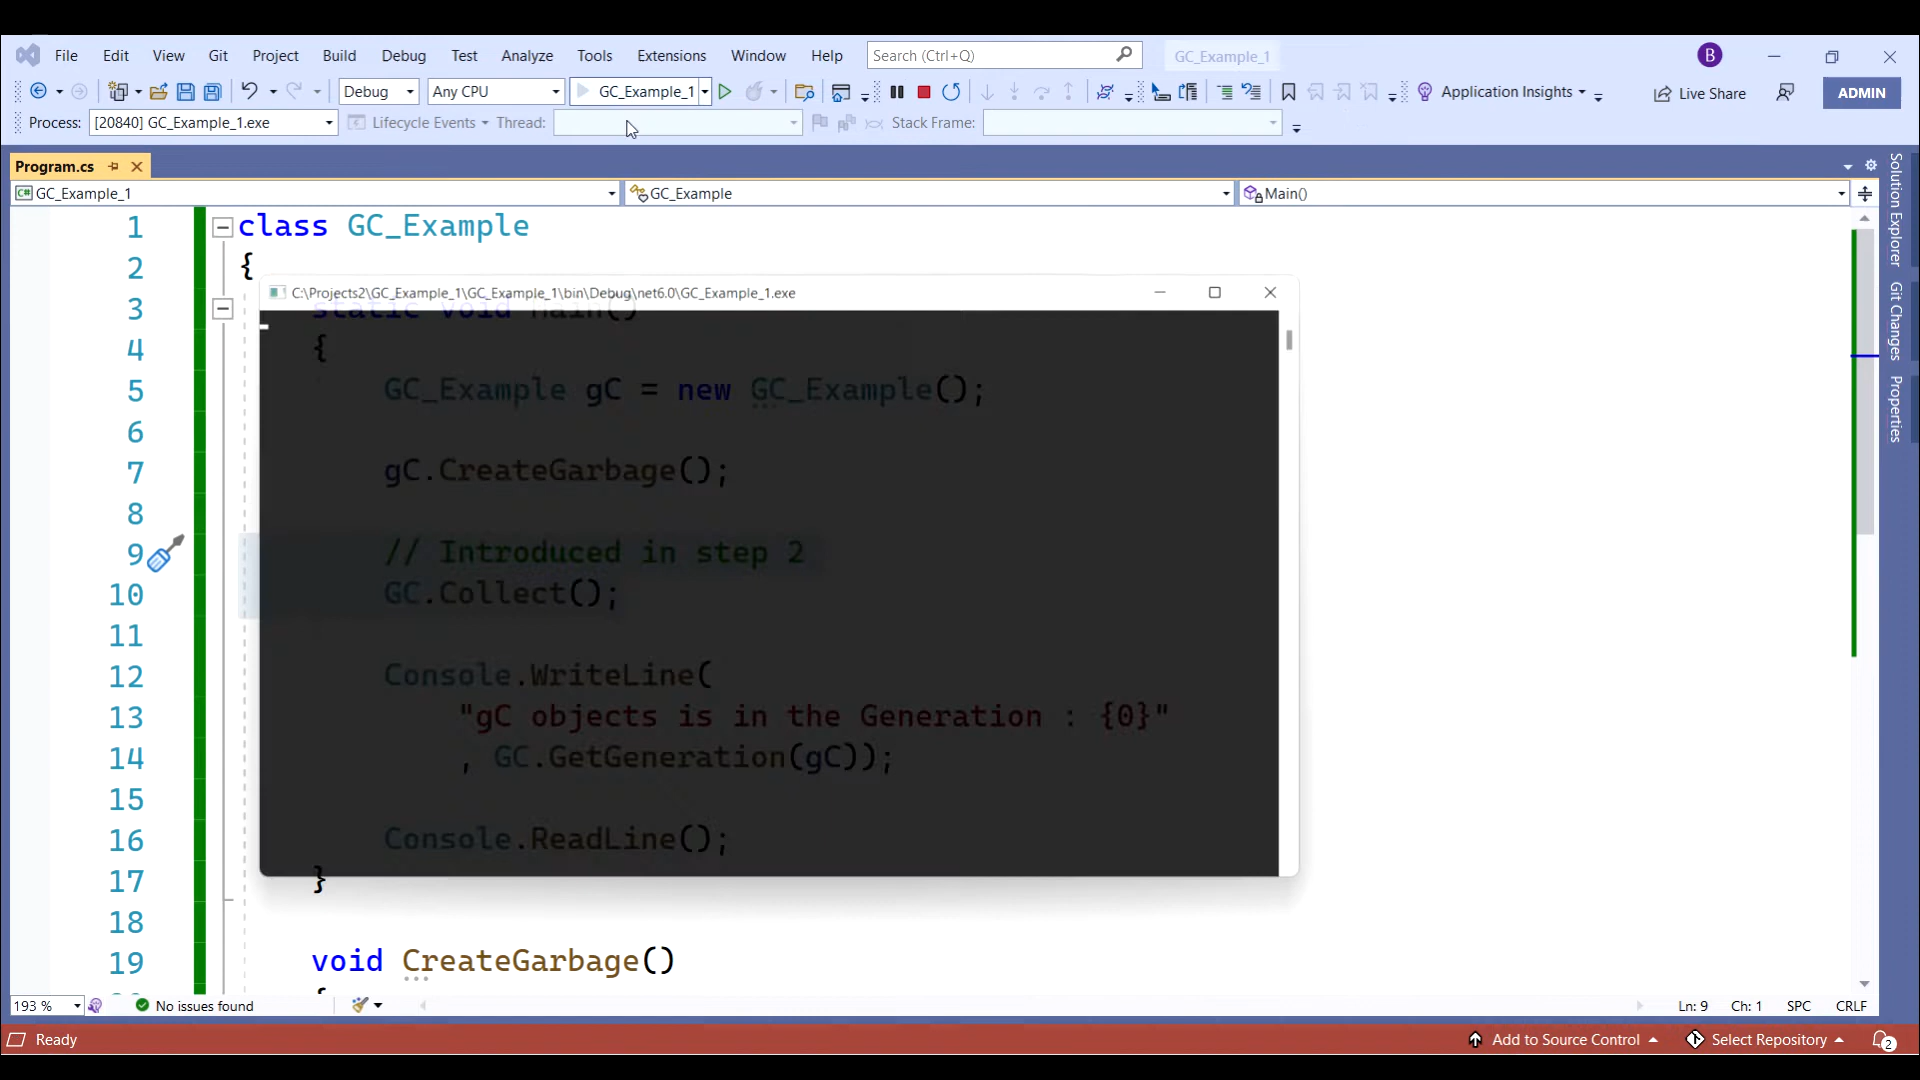 File Edit View Git Project Build Debug Test Analyze Tools Extensions Window Help Search (Ctrl+Q) GC_Example_1 B
Debug Any CPU GC_Example_1 Application Insights Live Share ADMIN
Process: [20840] GC_Example_1.exe Lifecycle Events Thread: Stack Frame:
Program.cs
GC_Example_1 GC_Example Main()
1 class GC_Example
2 {
C:\Projects2\GC_Example_1\GC_Example_1\bin\Debug\net6.0\GC_Example_1.exe
3 static void Main()
4 {
5 GC_Example gC = new GC_Example();
6
7 gC.CreateGarbage();
8
9 // Introduced in step 2
10 GC.Collect();
11
12 Console.WriteLine(
13 "gC objects is in the Generation : {0}"
14 , GC.GetGeneration(gC));
15
16 Console.ReadLine();
17 }
18
19 void CreateGarbage()
Solution Explorer
Git Changes
Properties
193 % No issues found Ln: 9 Ch: 1 SPC CRLF
Ready Add to Source Control Select Repository 2